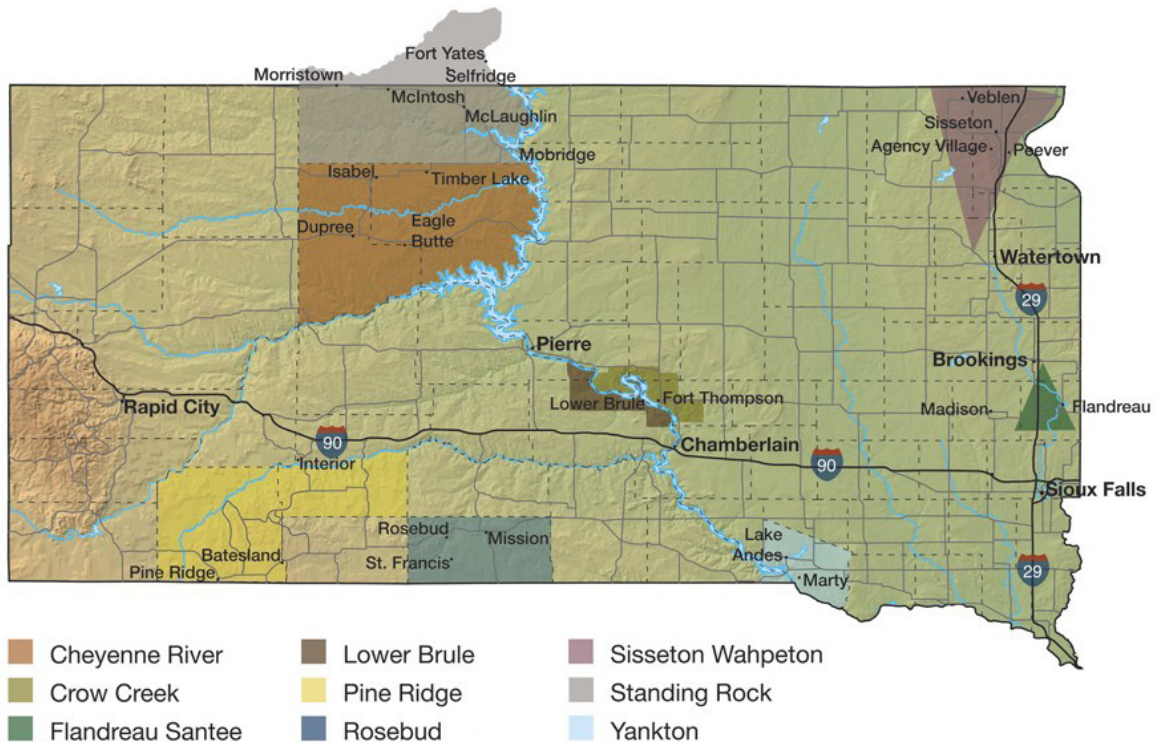 Fort Yates
Selfridge
Morristown
McIntosh
McLaughlin
Mobridge
Veblen
Sisseton
Agency Village
Peever
Isabel
Timber Lake
Dupree
Eagle
Butte
Watertown
29
Pierre
Brookings
Rapid City
Lower Brule
Fort Thompson
Madison
Flandreau
90
Interior
Chamberlain
90
Sioux Falls
Rosebud
Mission
St. Francis
Batesland
Pine Ridge
Lake
Andes
Marty
29
Cheyenne River
Crow Creek
Flandreau Santee
Lower Brule
Pine Ridge
Rosebud
Sisseton Wahpeton
Standing Rock
Yankton